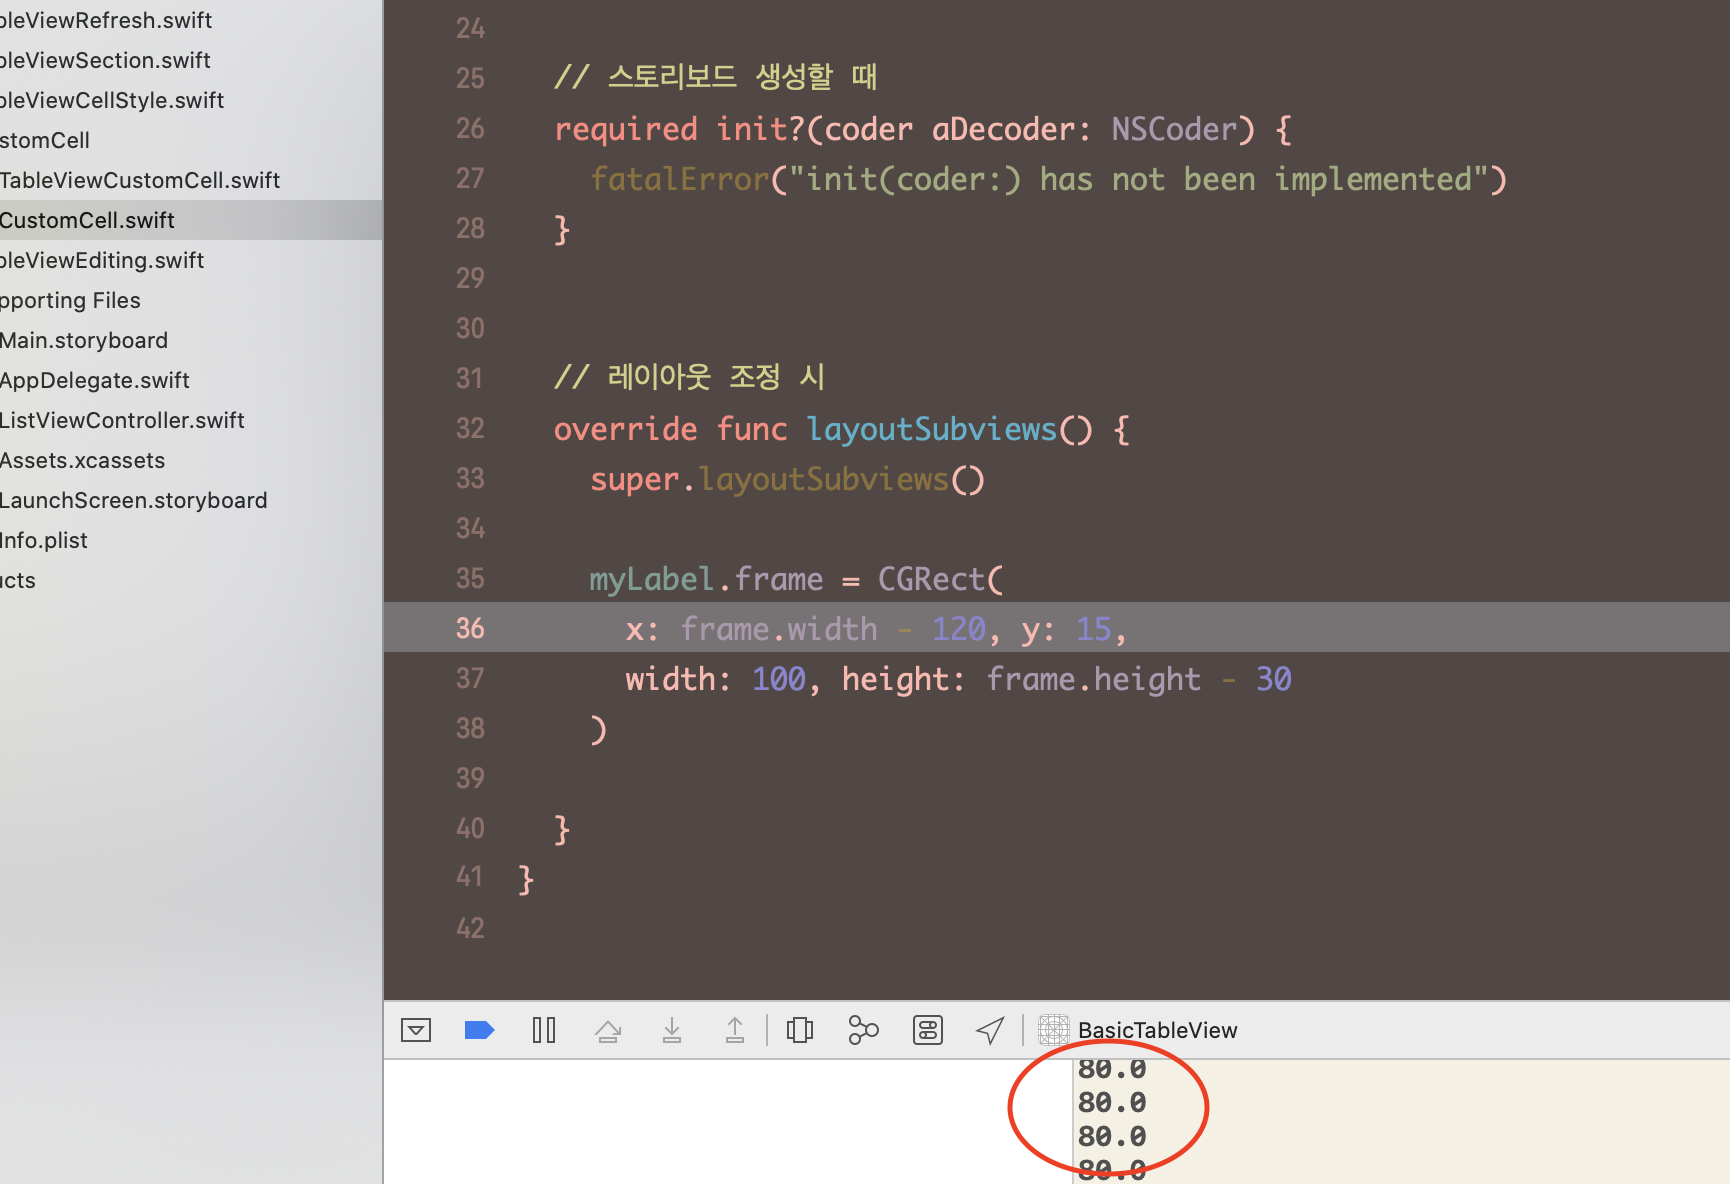 bleViewRefresh.swift
bleViewSection.swift
bleViewCellStyle.swift
stomCell
TableViewCustomCell.swift
CustomCell.swift
bleViewEditing.swift
pporting Files
Main.storyboard
AppDelegate.swift
ListViewController.swift
Assets.xcassets
LaunchScreen.storyboard
Info.plist
ucts
24
25 // 스토리보드 생성할 때
26 required init?(coder aDecoder: NSCoder) {
27 fatalError("init(coder:) has not been implemented")
28 }
29
30
31 // 레이아웃 조정 시
32 override func layoutSubviews() {
33 super.layoutSubviews()
34
35 myLabel.frame = CGRect(
36 x: frame.width - 120, y: 15,
37 width: 100, height: frame.height - 30
38 )
39
40 }
41 }
42
BasicTableView
80.0
80.0
80.0
80.0